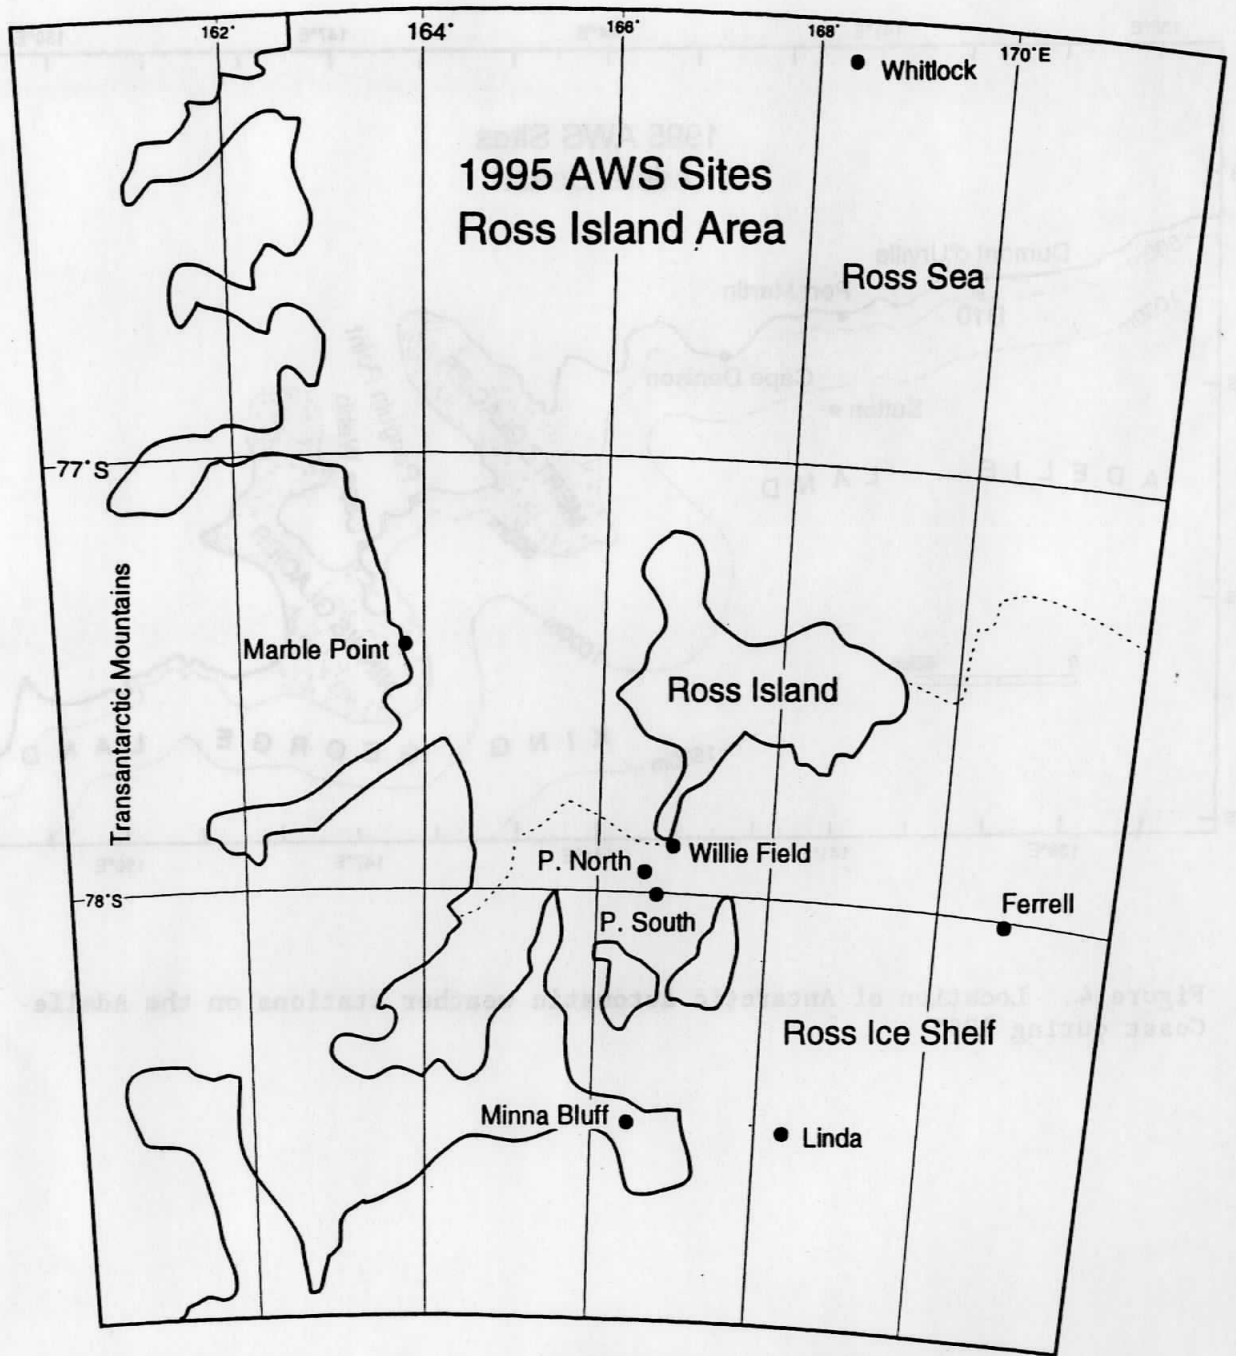 162°
164°
166°
168°
170°E
Whitlock
1995 AWS Sites
Ross Island Area
Ross Sea
77°S
Transantarctic Mountains
Marble Point
Ross Island
Willie Field
P. North
78°S
P. South
Ferrell
Ross Ice Shelf
Minna Bluff
Linda